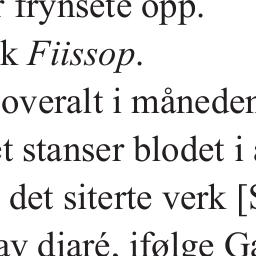 frynsete opp.
k Fiissop.
overalt i måneden
et stanser blodet i a
det siterte verk [S
av diaré, ifølge Ga